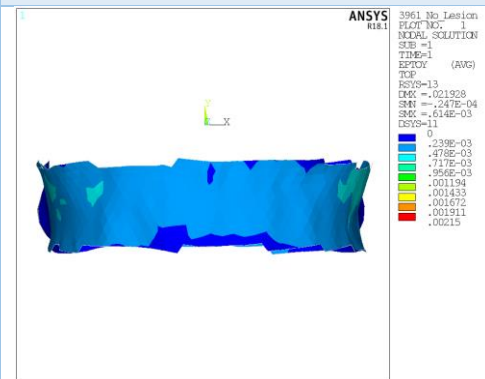 1
ANSYS
R18.1
3961_No_Lesion
PLOT NO. 1
NODAL SOLUTION
SUB =1
TIME=1
EPTOY (AVG)
TOP
RSYS=13
DMX =.021928
SMN =-.247E-04
SMX =.614E-03
DSYS=11
0
.239E-03
.478E-03
.717E-03
.956E-03
.001194
.001433
.001672
.001911
.00215
Y
X